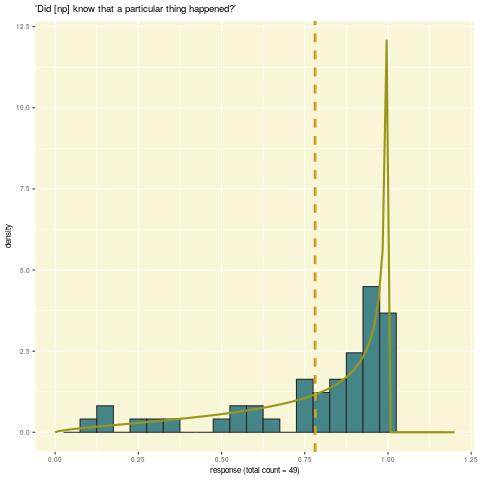 'Did [np] know that a particular thing happened?'
12.5
10.0
7.5
5.0
2.5
0.0
density
0.00 0.25 0.50 0.75 1.00 1.25
response (total count = 49)